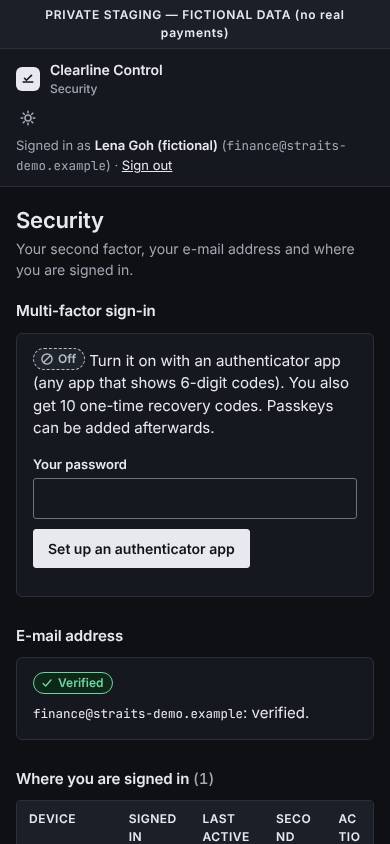 PRIVATE STAGING — FICTIONAL DATA (no real
payments)
Clearline Control
Security
Signed in as Lena Goh (fictional) (finance@straits-
demo.example) · Sign out
Security
Your second factor, your e-mail address and where
you are signed in.
Multi-factor sign-in
Off Turn it on with an authenticator app
(any app that shows 6-digit codes). You also
get 10 one-time recovery codes. Passkeys
can be added afterwards.
Your password
Set up an authenticator app
E-mail address
Verified
finance@straits-demo.example: verified.
Where you are signed in (1)
DEVICE SIGNED LAST SECO AC
IN ACTIVE ND TIO